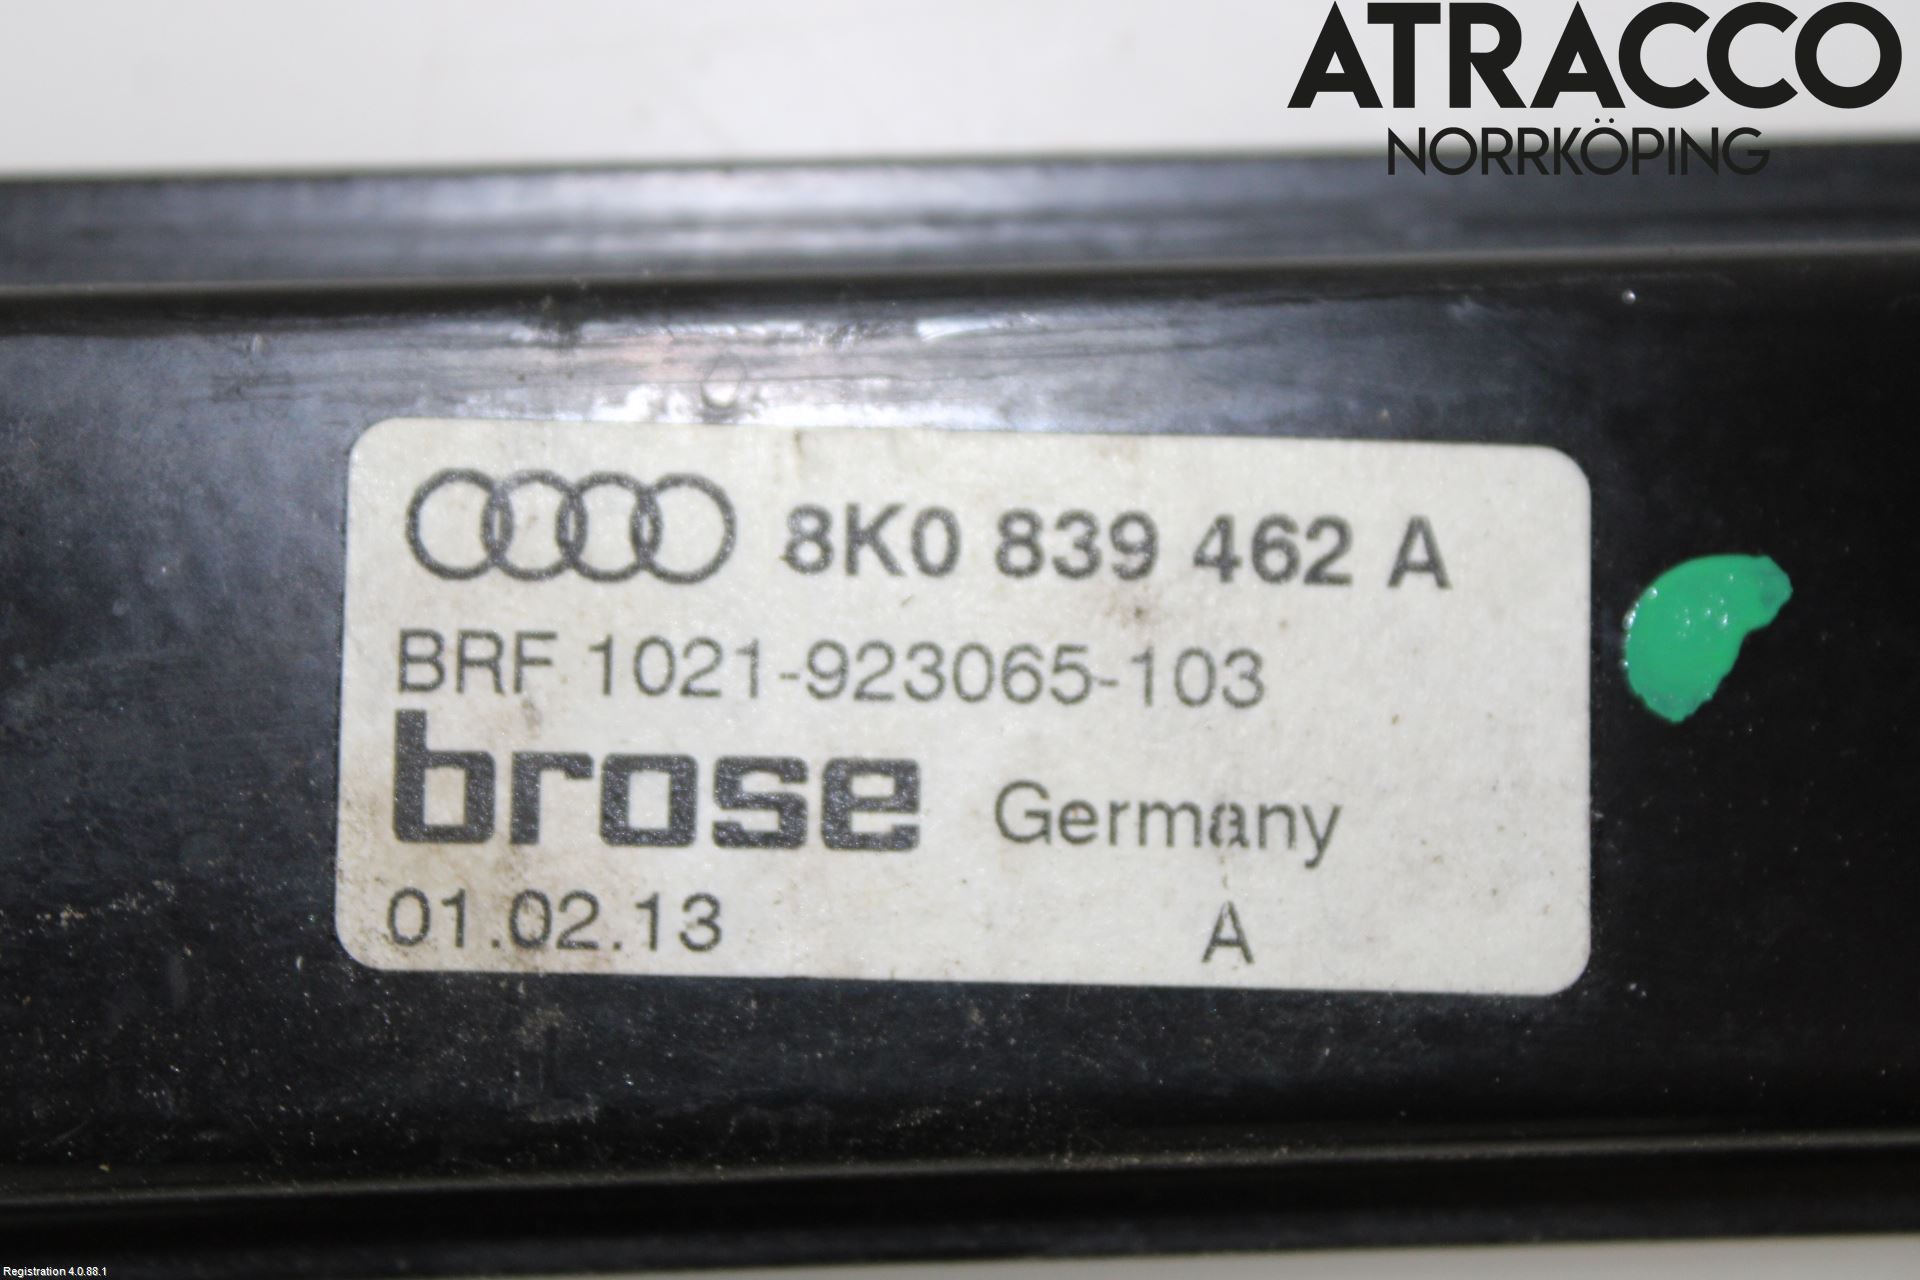 ATRACCO
NORRKÖPING
8K0 839 462 A
BRF 1021-923065-103
brose Germany
01.02.13 A
Registration 4.0.88.1